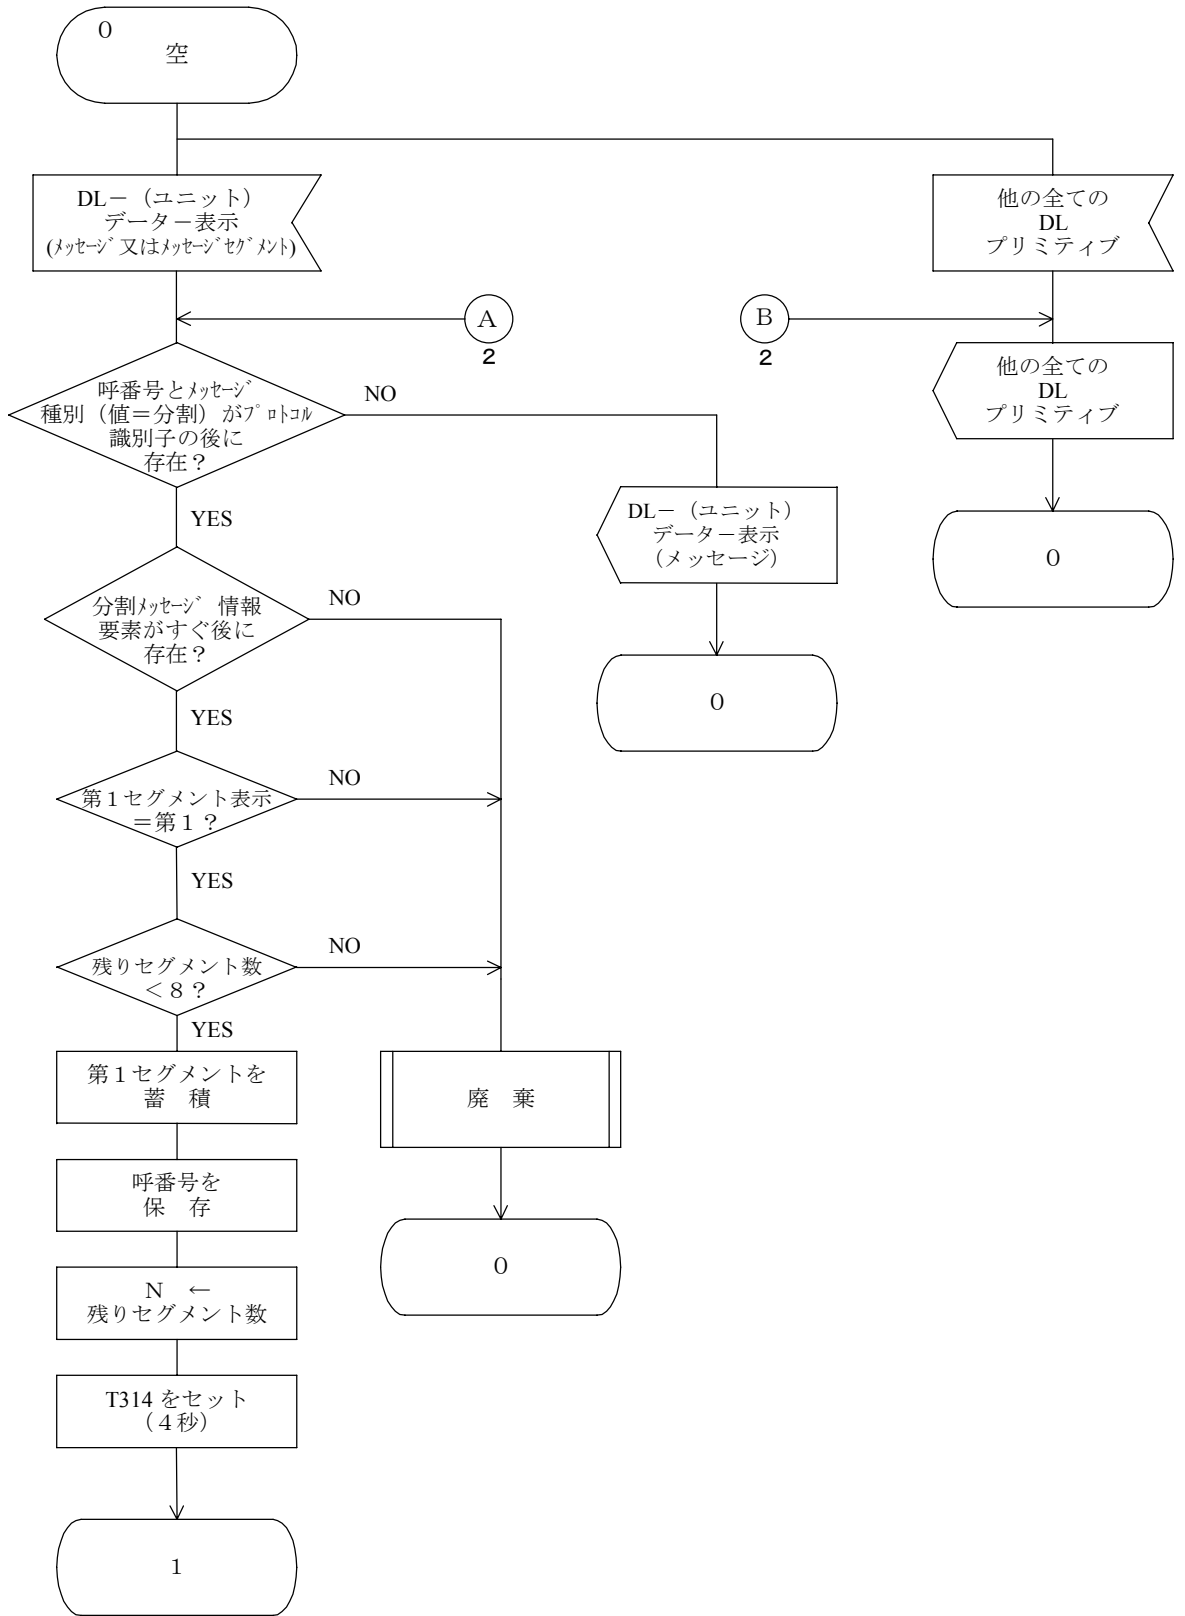 0
空
DL－（ユニット）
データ－表示
(ﾒｯｾｰｼﾞ又はﾒｯｾｰｼﾞｾｸﾞﾒﾝﾄ)
他の全ての
DL
プリミティブ
A
2
B
2
呼番号とﾒｯｾｰｼﾞ
種別（値＝分割）がﾌﾟﾛﾄｺﾙ
識別子の後に
存在？
NO
他の全ての
DL
プリミティブ
YES
DL－（ユニット）
データ－表示
（メッセージ）
0
分割ﾒｯｾｰｼﾞ 情報
要素がすぐ後に
存在？
NO
0
YES
第１セグメント表示
＝第１？
NO
YES
残りセグメント数
＜８？
NO
YES
第１セグメントを
蓄　積
廃　棄
呼番号を
保　存
0
N　←
残りセグメント数
T314 をセット
（４秒）
1